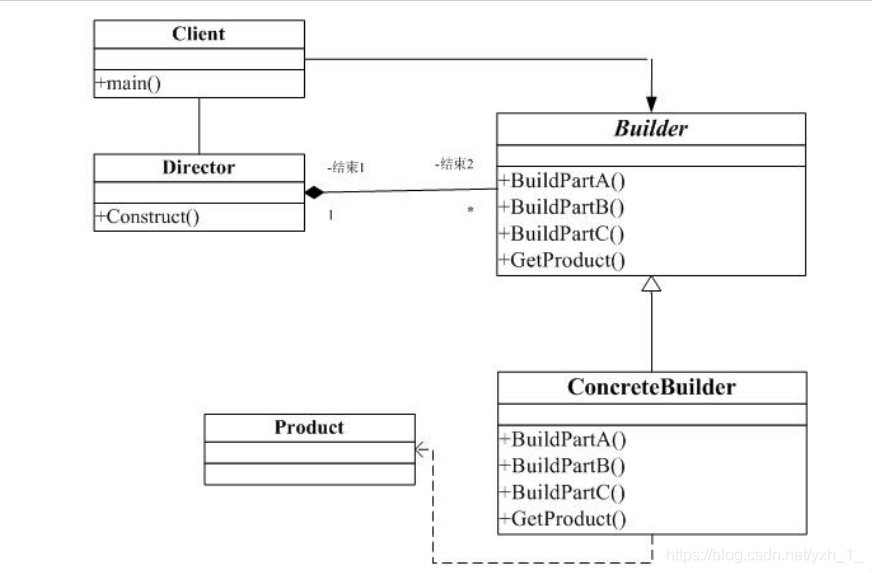 Client
+main()
Builder
+BuildPartA()
+BuildPartB()
+BuildPartC()
+GetProduct()
Director
+Construct()
-结束1
-结束2
1
*
ConcreteBuilder
+BuildPartA()
+BuildPartB()
+BuildPartC()
+GetProduct()
Product
https://blog.csdn.net/yxh_1_